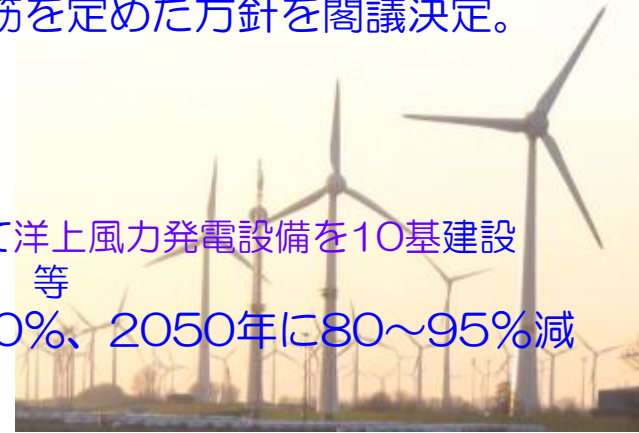 筋を定めた方針を閣議決定。
て洋上風力発電設備を10基建設
等
0%、2050年に80～95%減